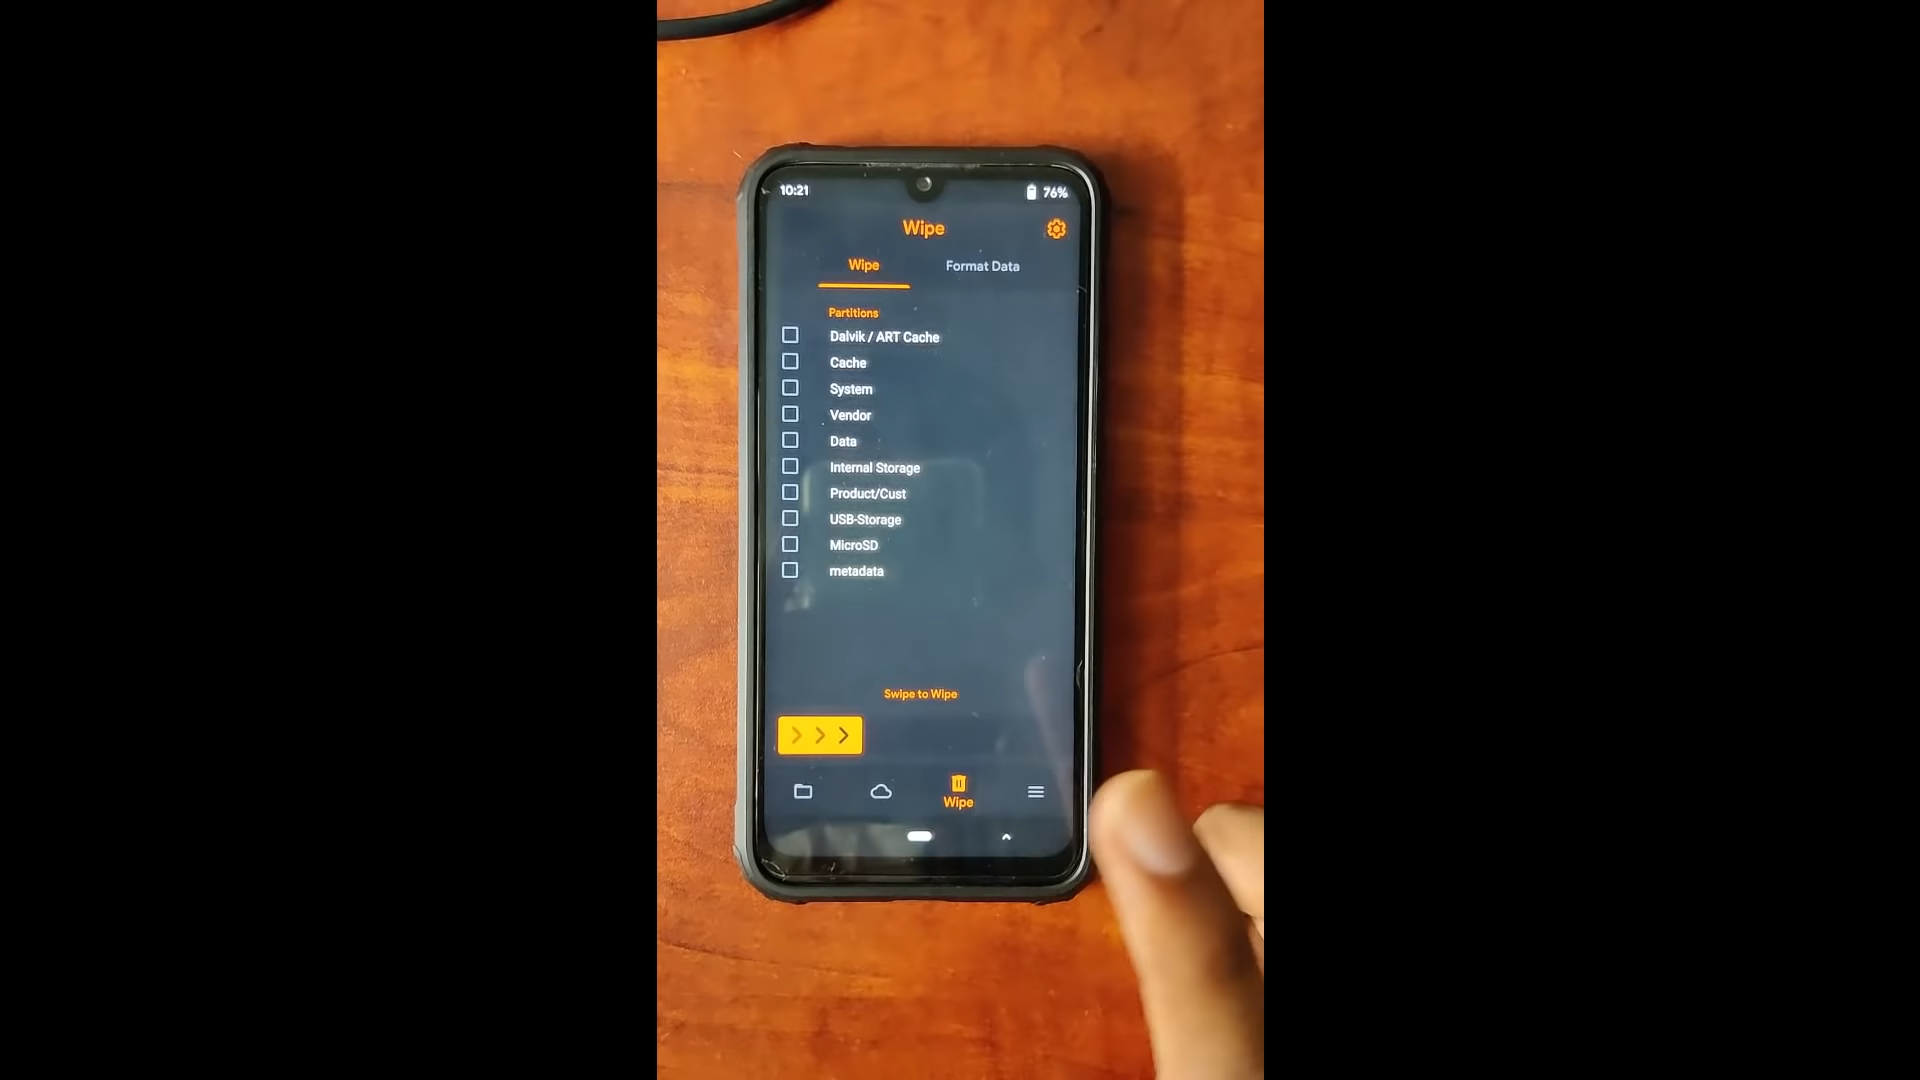 10:21
76%
Wipe
Wipe
Format Data
Partitions
Dalvik / ART Cache
Cache
System
Vendor
Data
Internal Storage
Product/Cust
USB-Storage
MicroSD
metadata
Swipe to Wipe
Wipe